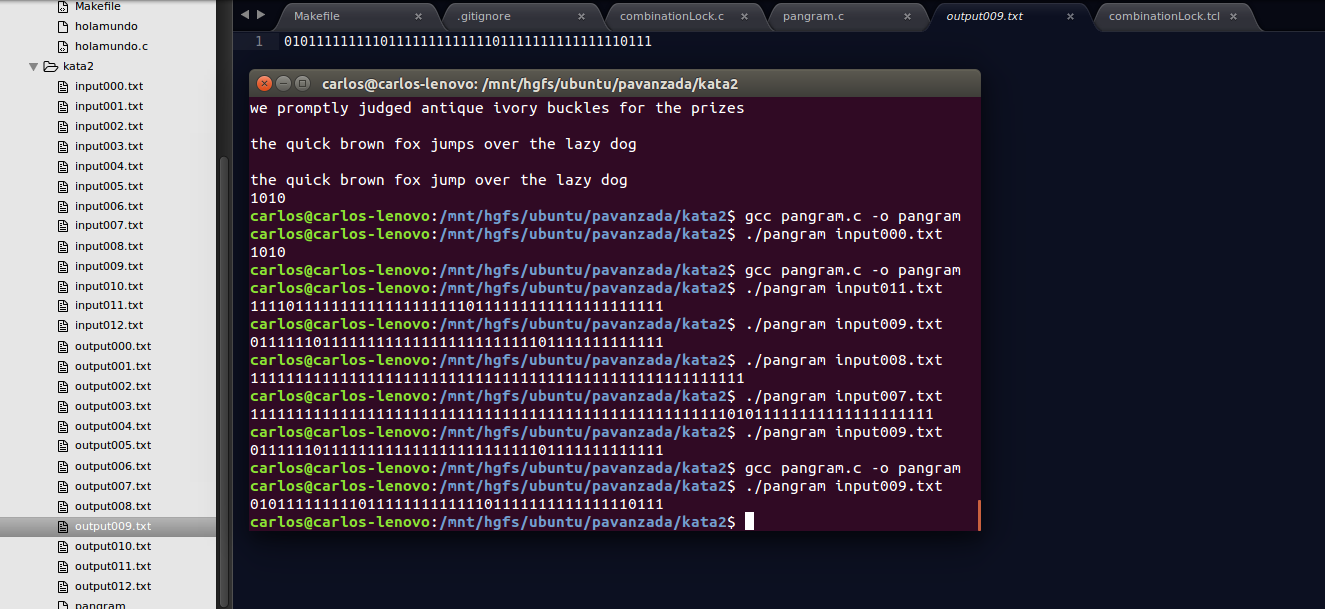 Makefile
holamundo
holamundo.c
kata2
input000.txt
input001.txt
input002.txt
input003.txt
input004.txt
input005.txt
input006.txt
input007.txt
input008.txt
input009.txt
input010.txt
input011.txt
input012.txt
output000.txt
output001.txt
output002.txt
output003.txt
output004.txt
output005.txt
output006.txt
output007.txt
output008.txt
output009.txt
output010.txt
output011.txt
output012.txt
pangram
Makefile × .gitignore × combinationLock.c × pangram.c × output009.txt × combinationLock.tcl ×
1 0101111111110111111111111101111111111111110111
carlos@carlos-lenovo: /mnt/hgfs/ubuntu/pavanzada/kata2
we promptly judged antique ivory buckles for the prizes
the quick brown fox jumps over the lazy dog
the quick brown fox jump over the lazy dog
1010
carlos@carlos-lenovo:/mnt/hgfs/ubuntu/pavanzada/kata2$ gcc pangram.c -o pangram
carlos@carlos-lenovo:/mnt/hgfs/ubuntu/pavanzada/kata2$ ./pangram input000.txt
1010
carlos@carlos-lenovo:/mnt/hgfs/ubuntu/pavanzada/kata2$ gcc pangram.c -o pangram
carlos@carlos-lenovo:/mnt/hgfs/ubuntu/pavanzada/kata2$ ./pangram input011.txt
1111011111111111111111110111111111111111111111
carlos@carlos-lenovo:/mnt/hgfs/ubuntu/pavanzada/kata2$ ./pangram input009.txt
0111111011111111111111111111111101111111111111
carlos@carlos-lenovo:/mnt/hgfs/ubuntu/pavanzada/kata2$ ./pangram input008.txt
1111111111111111111111111111111111111111111111111111111
carlos@carlos-lenovo:/mnt/hgfs/ubuntu/pavanzada/kata2$ ./pangram input007.txt
1111111111111111111111111111111111111111111111111111101011111111111111111111
carlos@carlos-lenovo:/mnt/hgfs/ubuntu/pavanzada/kata2$ ./pangram input009.txt
0111111011111111111111111111111101111111111111
carlos@carlos-lenovo:/mnt/hgfs/ubuntu/pavanzada/kata2$ gcc pangram.c -o pangram
carlos@carlos-lenovo:/mnt/hgfs/ubuntu/pavanzada/kata2$ ./pangram input009.txt
0101111111110111111111111101111111111111110111
carlos@carlos-lenovo:/mnt/hgfs/ubuntu/pavanzada/kata2$